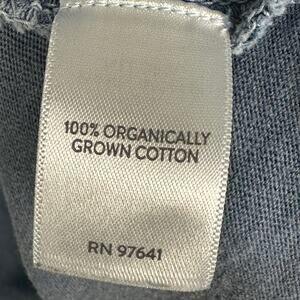 100% ORGANICALLY
GROWN COTTON
RN 97641